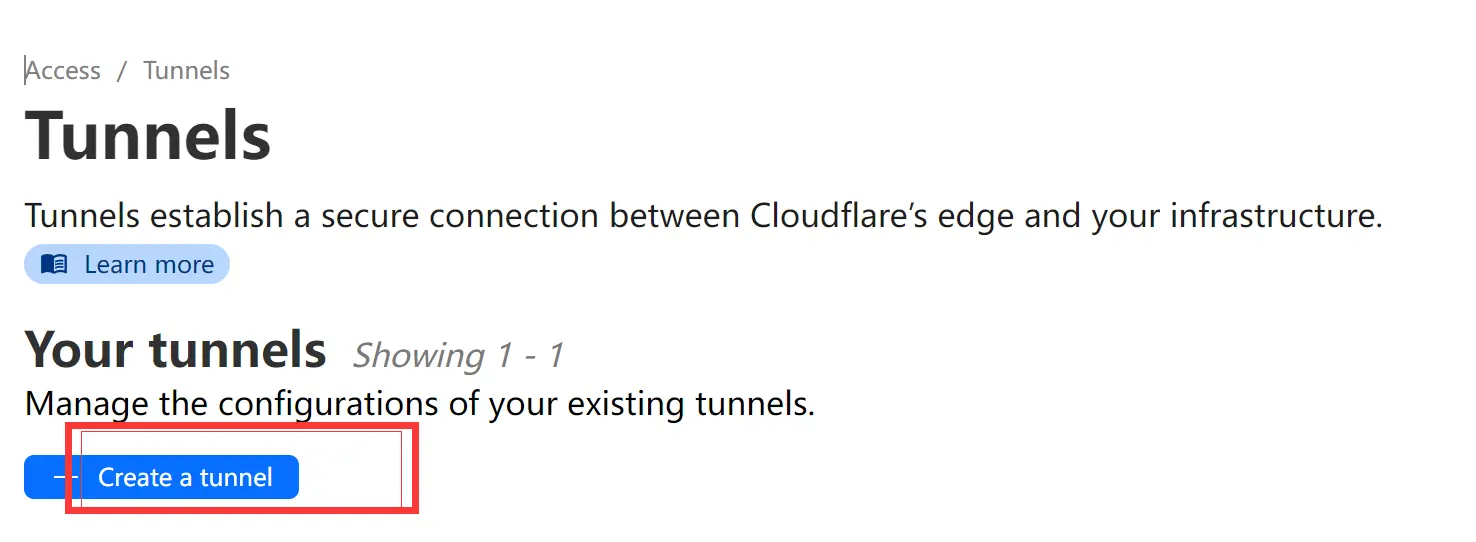 Access / Tunnels
Tunnels
Tunnels establish a secure connection between Cloudflare’s edge and your infrastructure.
Learn more
Your tunnels Showing 1 - 1
Manage the configurations of your existing tunnels.
Create a tunnel